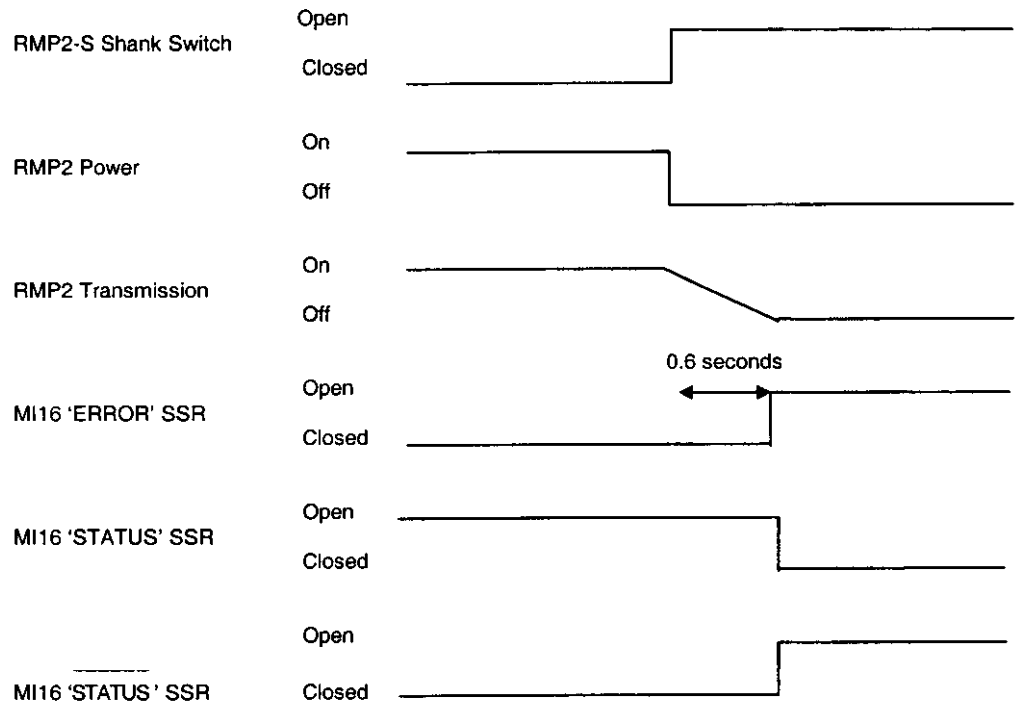 Open
RMP2-S Shank Switch
Closed
On
RMP2 Power
Off
On
RMP2 Transmission
Off
0.6 seconds
Open
MI16 'ERROR' SSR
Closed
Open
MI16 'STATUS' SSR
Closed
Open
MI16 'S̅T̅A̅T̅U̅S̅' SSR
Closed